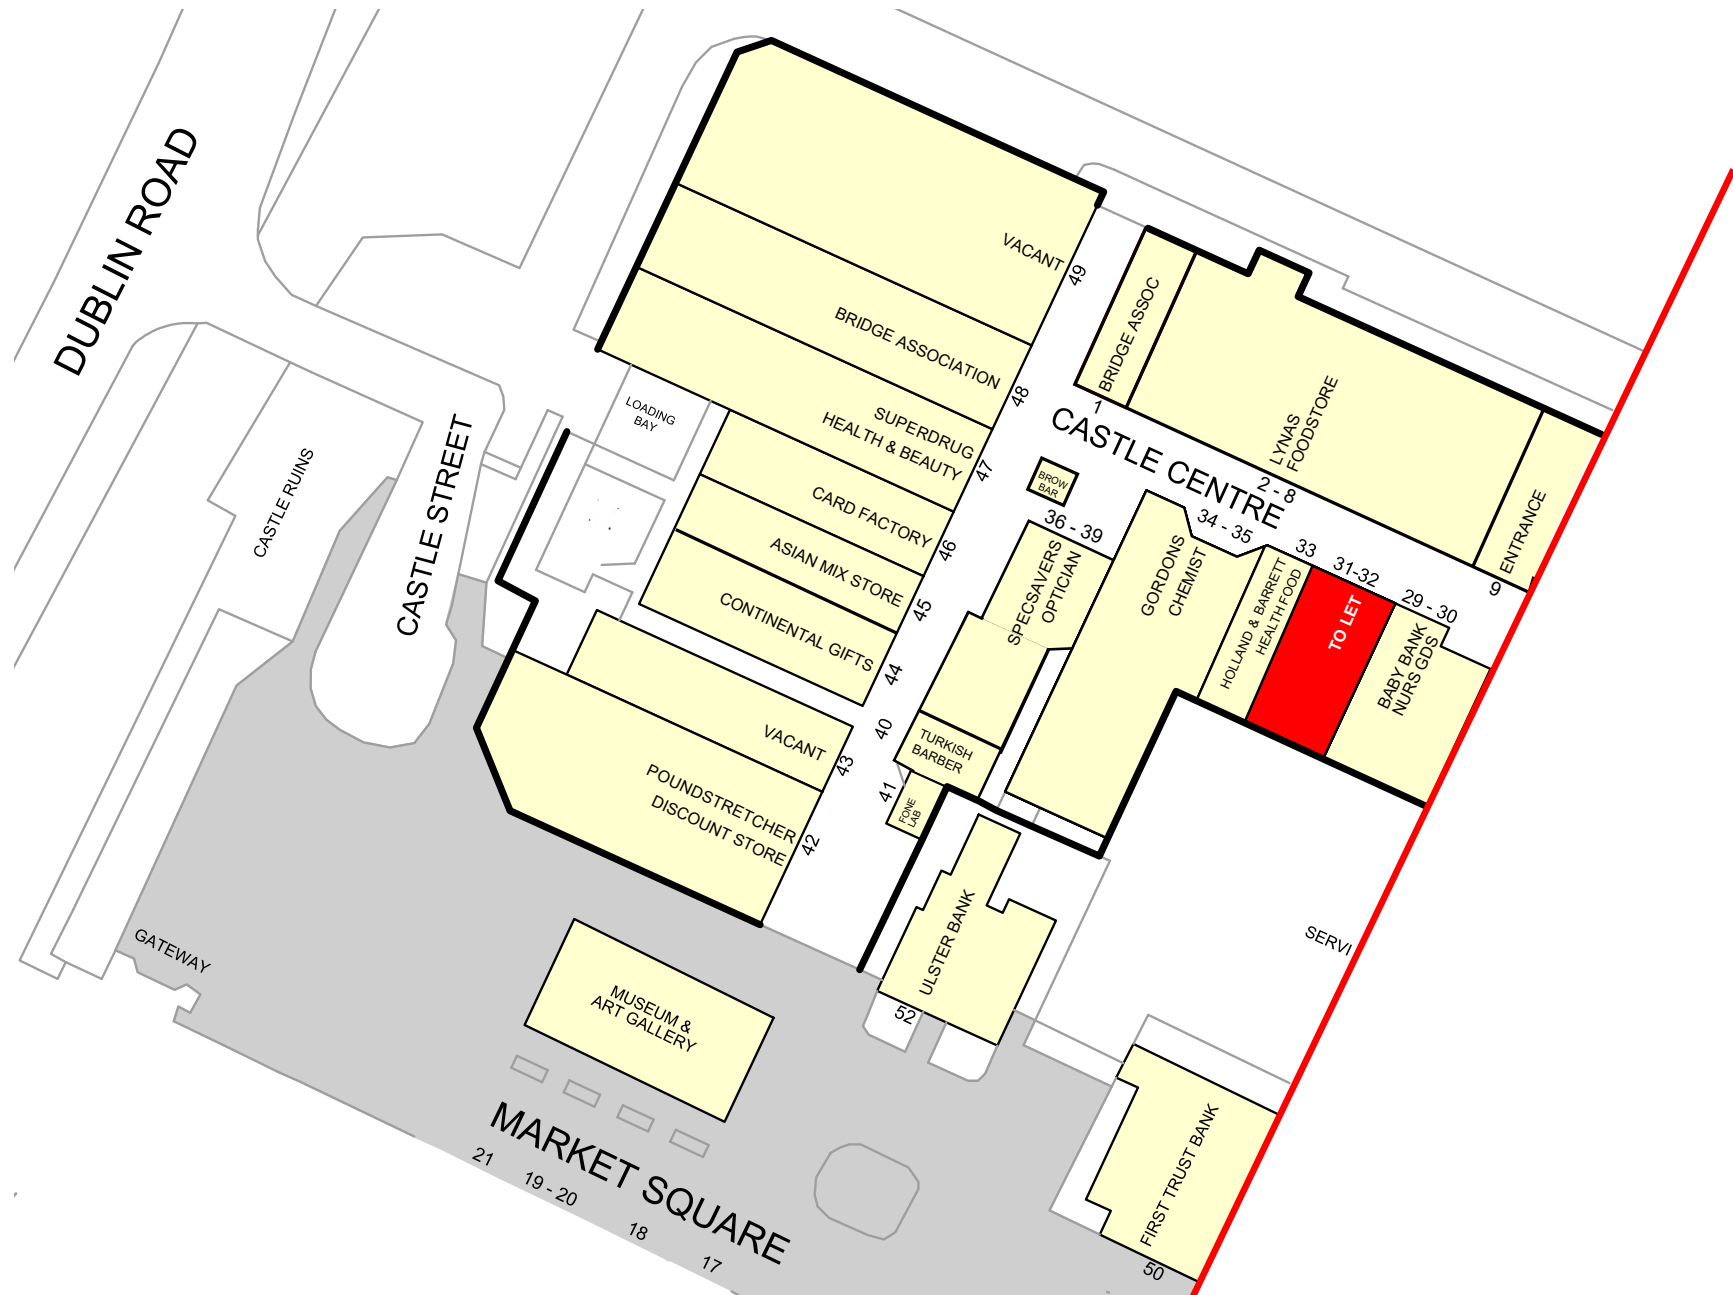 DUBLIN ROAD
CASTLE STREET
CASTLE RUINS
GATEWAY
LOADING
BAY
VACANT
49
BRIDGE ASSOCIATION
48
SUPERDRUG
HEALTH & BEAUTY
47
CARD FACTORY
46
ASIAN MIX STORE
45
CONTINENTAL GIFTS
44
VACANT
43
POUNDSTRETCHER
DISCOUNT STORE
42
40
41
BRIDGE ASSOC
1
LYNAS
FOODSTORE
2 - 8
ENTRANCE
9
CASTLE CENTRE
BROW
BAR
36 - 39
SPECSAVERS
OPTICIAN
TURKISH
BARBER
FONE
LAB
34 - 35
GORDONS
CHEMIST
33
HOLLAND & BARRETT
HEALTH FOOD
31-32
TO LET
29 - 30
BABY BANK
NURS GDS
SERVI
ULSTER BANK
52
MUSEUM &
ART GALLERY
MARKET SQUARE
21
19 - 20
18
17
FIRST TRUST BANK
50